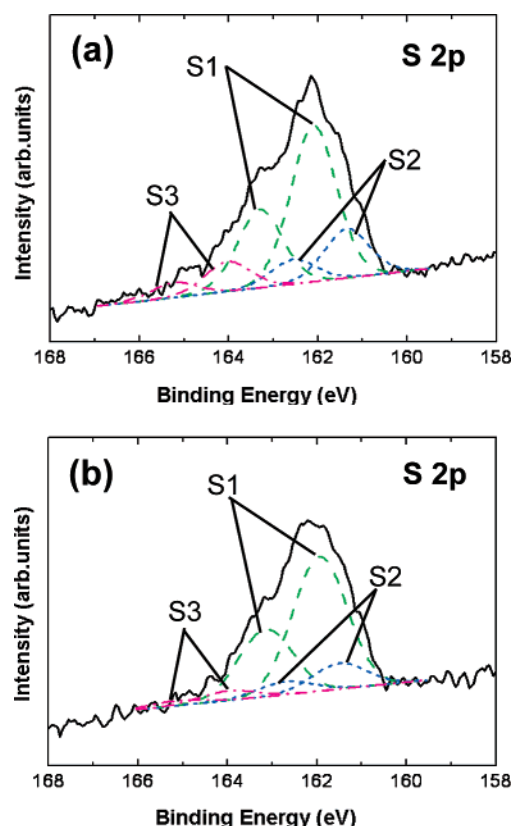 (a)
S 2p
S1
S2
S3
Intensity (arb.units)
168 166 164 162 160 158
Binding Energy (eV)
(b)
S 2p
S1
S2
S3
Intensity (arb.units)
168 166 164 162 160 158
Binding Energy (eV)